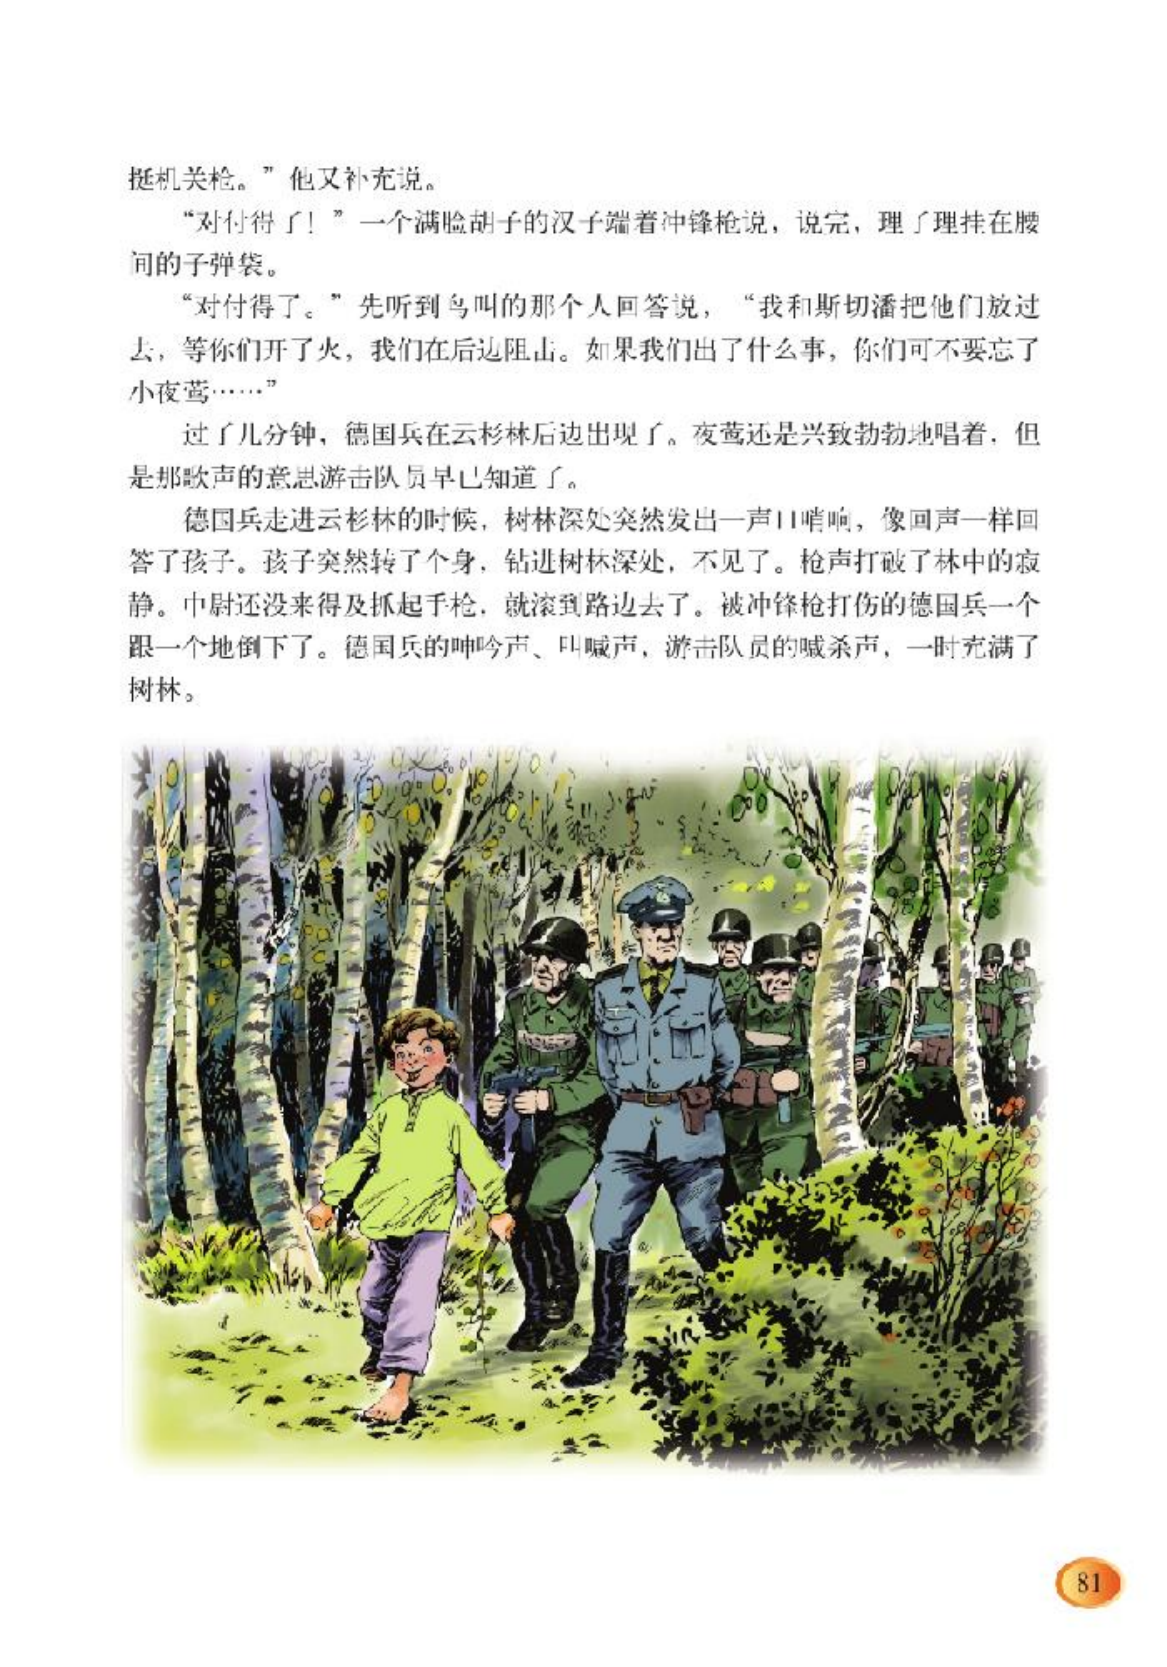 挺机关枪。”他又补充说。
“对付得了！”一个满脸胡子的汉子端着冲锋枪说，说完，理了理挂在腰
间的子弹袋。
“对付得了。”先听到鸟叫的那个人回答说，“我和斯切潘把他们放过
去，等你们开了火，我们在后边阻击。如果我们出了什么事，你们可不要忘了
小夜莺……”
过了几分钟，德国兵在云杉林后边出现了。夜莺还是兴致勃勃地唱着，但
是那歌声的意思游击队员早已知道了。
德国兵走进云杉林的时候，树林深处突然发出一声口哨响，像回声一样回
答了孩子。孩子突然转了个身，钻进树林深处，不见了。枪声打破了林中的寂
静。中尉还没来得及抓起手枪，就滚到路边去了。被冲锋枪打伤的德国兵一个
跟一个地倒下了。德国兵的呻吟声、叫喊声，游击队员的喊杀声，一时充满了
树林。
81